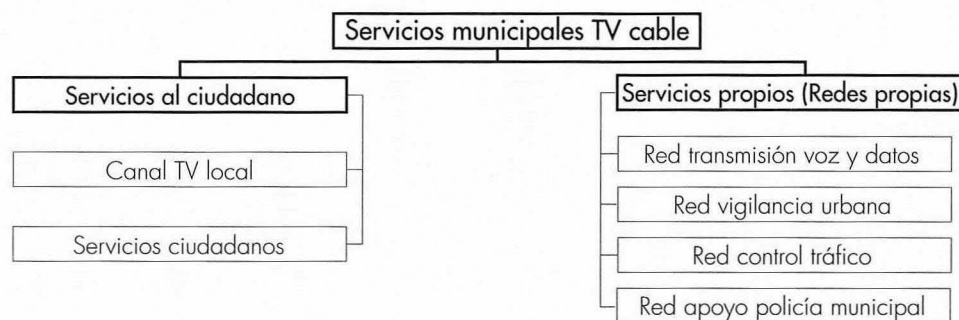 Servicios municipales TV cable
Servicios al ciudadano
Canal TV local
Servicios ciudadanos
Servicios propios (Redes propias)
Red transmisión voz y datos
Red vigilancia urbana
Red control tráfico
Red apoyo policía municipal